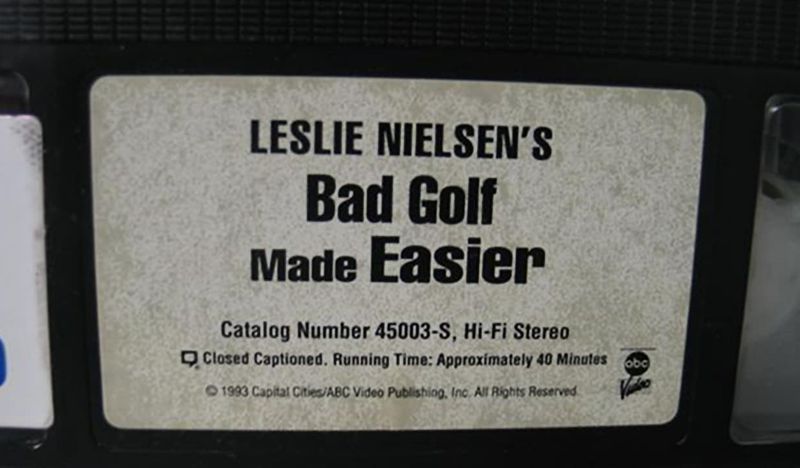 LESLIE NIELSEN'S
Bad Golf
Made Easier
Catalog Number 45003-S, Hi-Fi Stereo
Closed Captioned. Running Time: Approximately 40 Minutes
© 1993 Capital Cities/ABC Video Publishing, Inc. All Rights Reserved
abc
Video